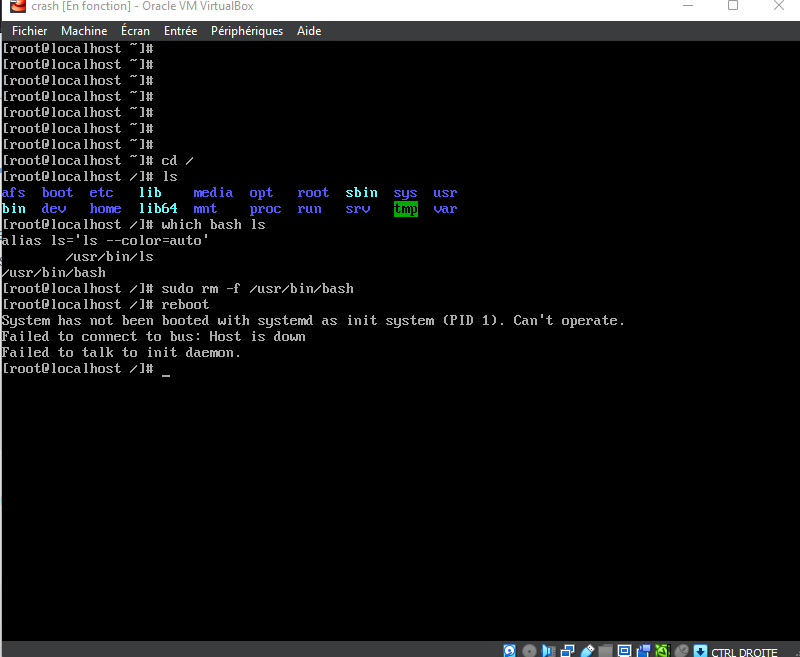 crash [En fonction] - Oracle VM VirtualBox
Fichier Machine Écran Entrée Périphériques Aide
[root@localhost ~]#
[root@localhost ~]#
[root@localhost ~]#
[root@localhost ~]#
[root@localhost ~]#
[root@localhost ~]#
[root@localhost ~]#
[root@localhost ~]# cd /
[root@localhost /]# ls
afs boot etc lib media opt root sbin sys usr
bin dev home lib64 mnt proc run srv tmp var
[root@localhost /]# which bash ls
alias ls='ls --color=auto'
/usr/bin/ls
/usr/bin/bash
[root@localhost /]# sudo rm -f /usr/bin/bash
[root@localhost /]# reboot
System has not been booted with systemd as init system (PID 1). Can't operate.
Failed to connect to bus: Host is down
Failed to talk to init daemon.
[root@localhost /]# _
CTRL DROITE